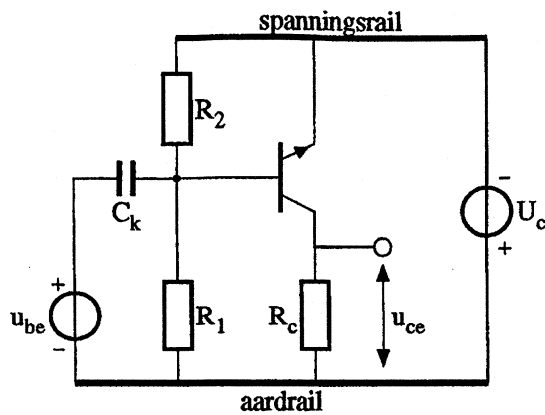 spanningsrail
R2
Ck
-
Uc
+
+
ube
-
R1
Rc
uce
aardrail